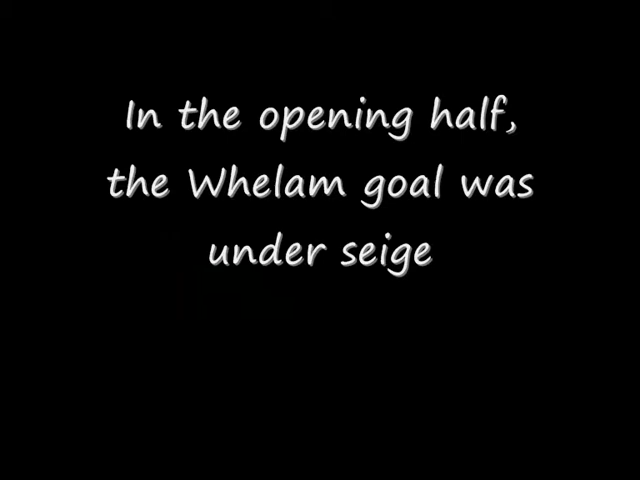 In the opening half,
the Whelam goal was
under seige